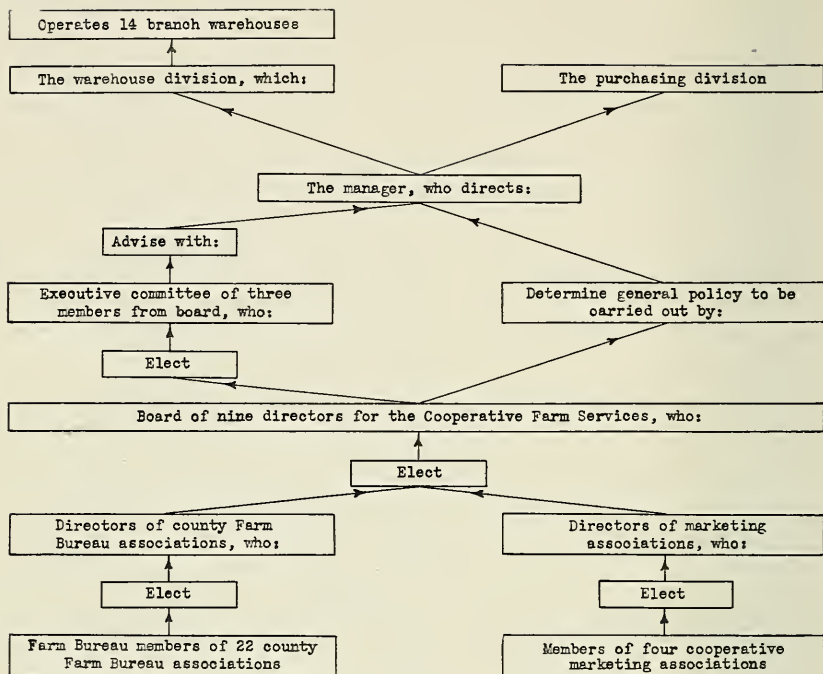 Operates 14 branch warehouses
The warehouse division, which:
The purchasing division
The manager, who directs:
Advise with:
Executive committee of three
members from board, who:
Determine general policy to be
carried out by:
Elect
Board of nine directors for the Cooperative Farm Services, who:
Elect
Directors of county Farm
Bureau associations, who:
Directors of marketing
associations, who:
Elect
Elect
Farm Bureau members of 22 county
Farm Bureau associations
Members of four cooperative
marketing associations